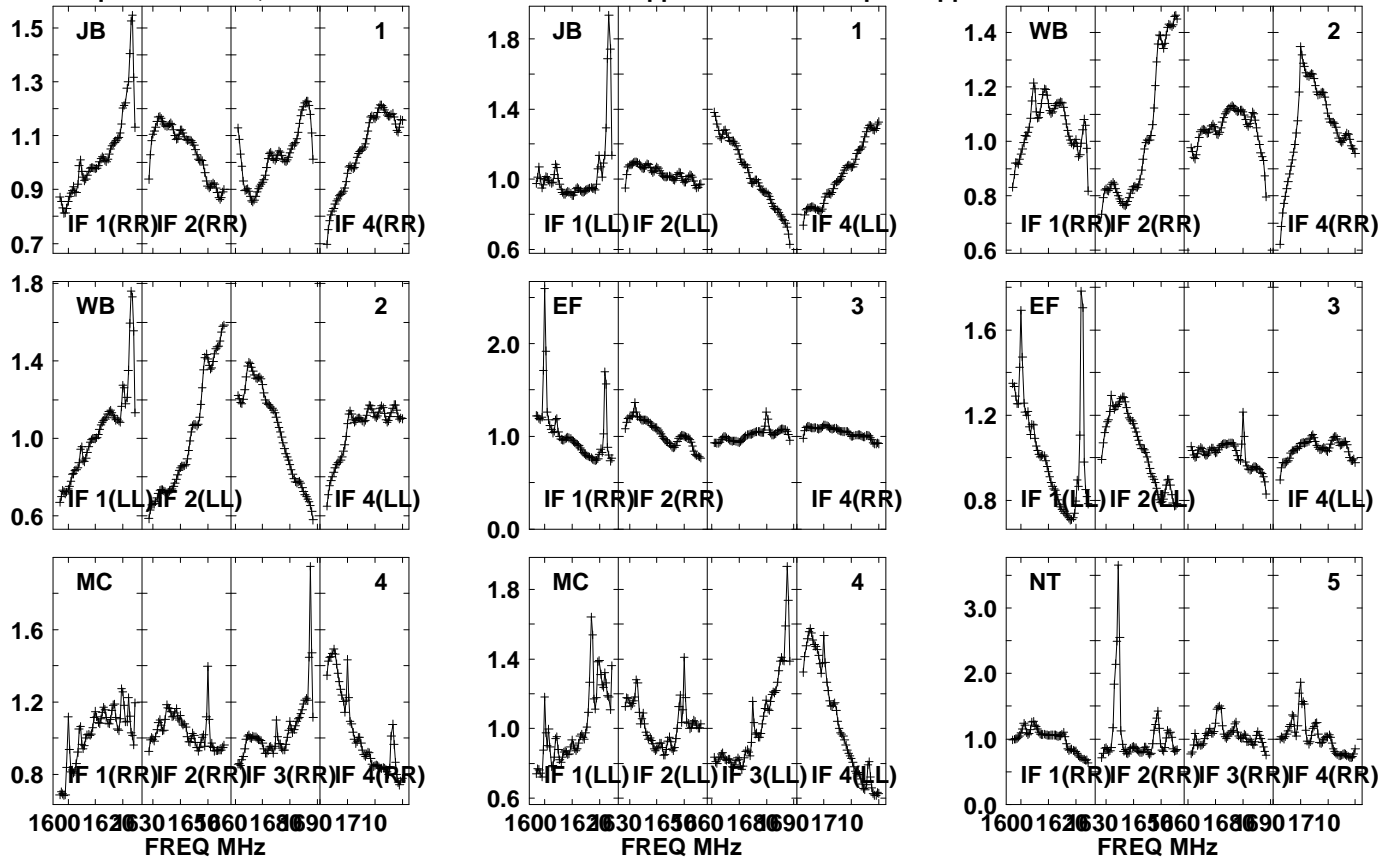 JB 1
1.5
1.3
1.1
0.9
0.7
IF 1(RR) IF 2(RR) IF 4(RR)
JB 1
1.8
1.4
1.0
0.6
IF 1(LL) IF 2(LL) IF 4(LL)
WB 2
1.4
1.2
1.0
0.8
0.6
IF 1(RR) IF 2(RR) IF 4(RR)
WB 2
1.8
1.4
1.0
0.6
IF 1(LL) IF 2(LL) IF 4(LL)
EF 3
2.0
1.0
0.0
IF 1(RR) IF 2(RR) IF 4(RR)
EF 3
1.6
1.2
0.8
IF 1(LL) IF 2(LL) IF 4(LL)
MC 4
1.6
1.2
0.8
IF 1(RR) IF 2(RR) IF 3(RR) IF 4(RR)
1600 1710
FREQ MHz
MC 4
1.8
1.4
1.0
0.6
IF 1(LL) IF 2(LL) IF 3(LL) IF 4(LL)
1600 1710
FREQ MHz
NT 5
3.0
2.0
1.0
0.0
IF 1(RR) IF 2(RR) IF 3(RR) IF 4(RR)
1600 1710
FREQ MHz